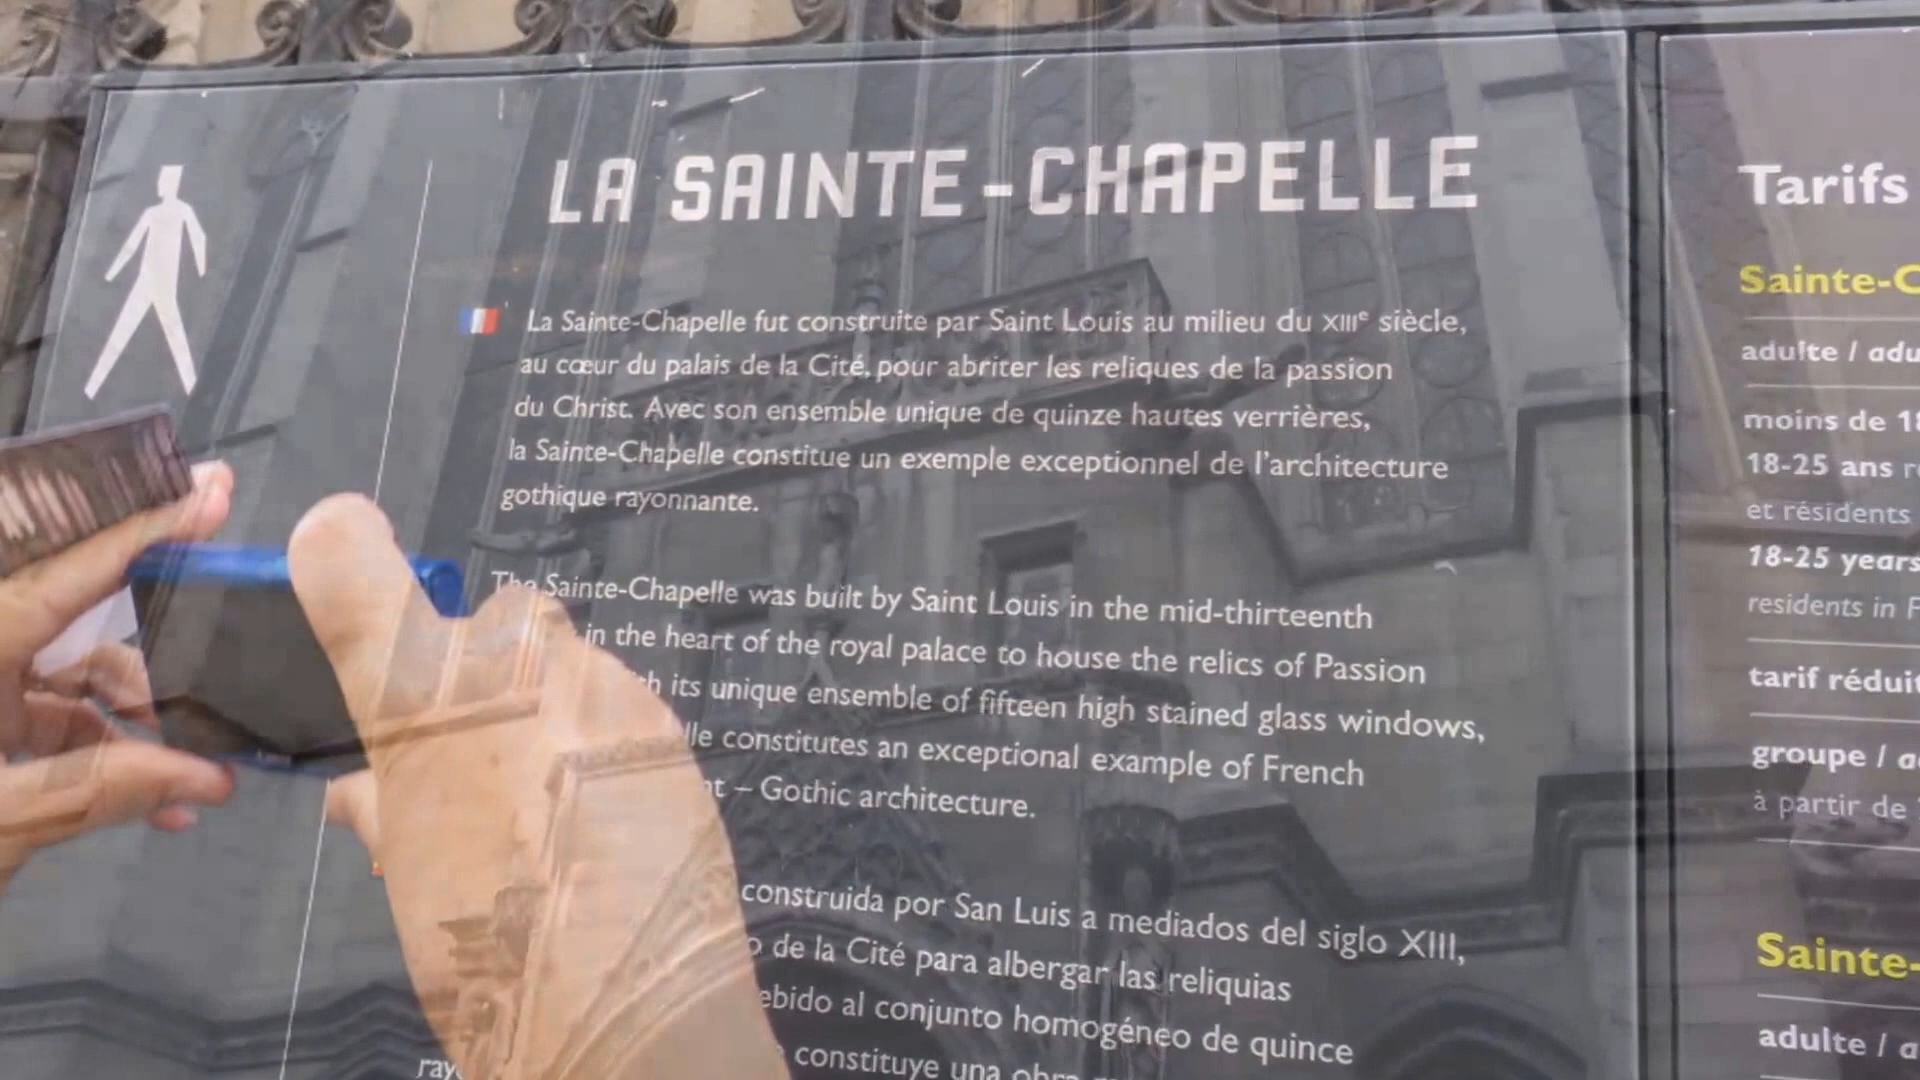 LA SAINTE-CHAPELLE
La Sainte-Chapelle fut construite par Saint Louis au milieu du XIIIe siècle,
au cœur du palais de la Cité, pour abriter les reliques de la passion
du Christ. Avec son ensemble unique de quinze hautes verrières,
la Sainte-Chapelle constitue un exemple exceptionnel de l'architecture
gothique rayonnante.
The Sainte-Chapelle was built by Saint Louis in the mid-thirteenth
in the heart of the royal palace to house the relics of Passion
its unique ensemble of fifteen high stained glass windows,
constitutes an exceptional example of French
– Gothic architecture.
construida por San Luis a mediados del siglo XIII,
de la Cité para albergar las reliquias
al conjunto homogéneo de quince
constituye una
Tarifs
Sainte-
adulte /
moins de
18-25 ans
et résidents
18-25 years
residents in
tarif
groupe /
à partir de
Sainte-
adulte /